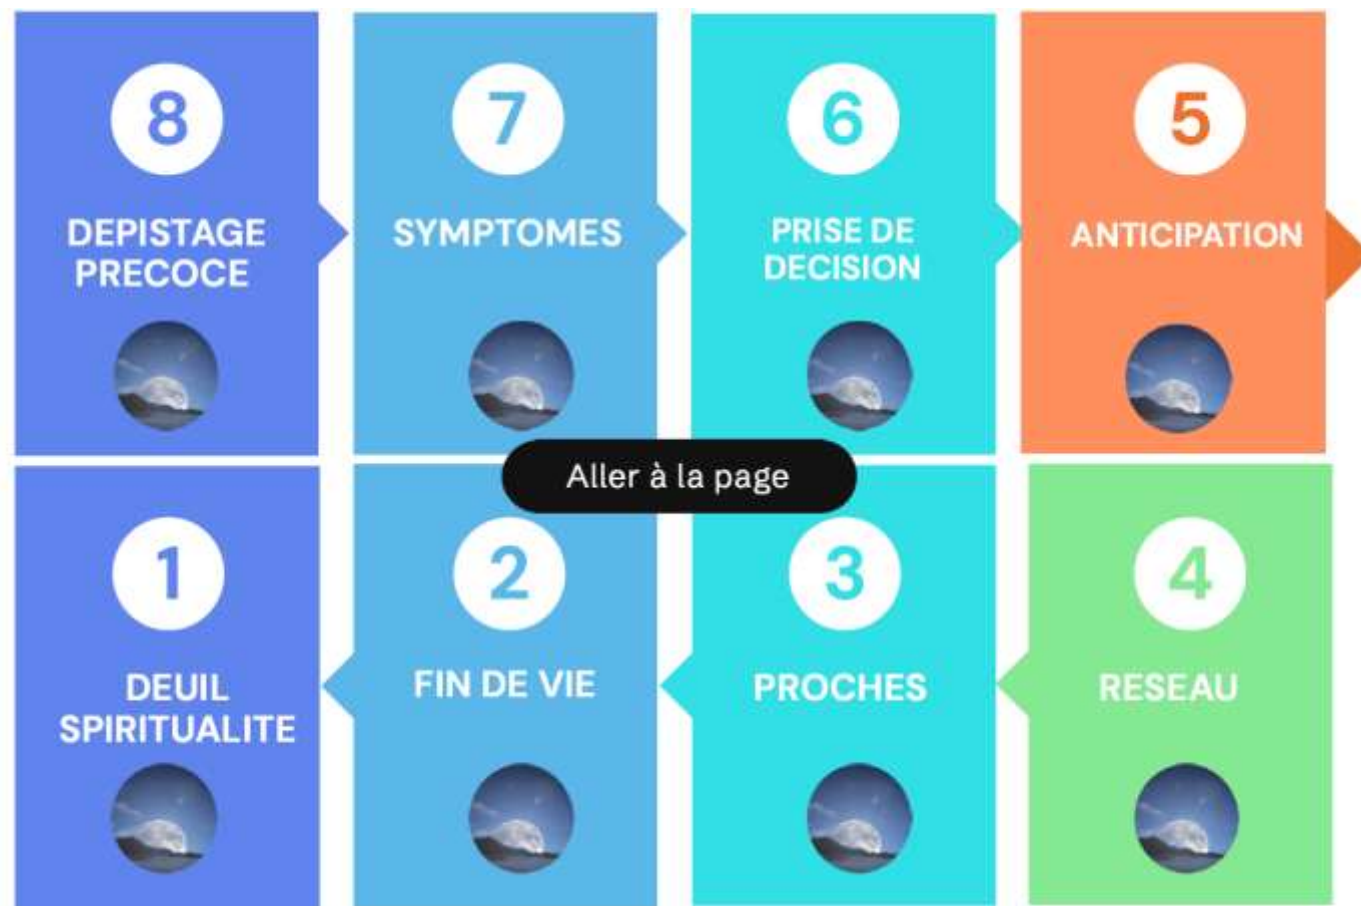 8
DEPISTAGE
PRECOCE
7
SYMPTOMES
6
PRISE DE
DECISION
5
ANTICIPATION
Aller à la page
1
DEUIL
SPIRITUALITE
2
FIN DE VIE
3
PROCHES
4
RESEAU